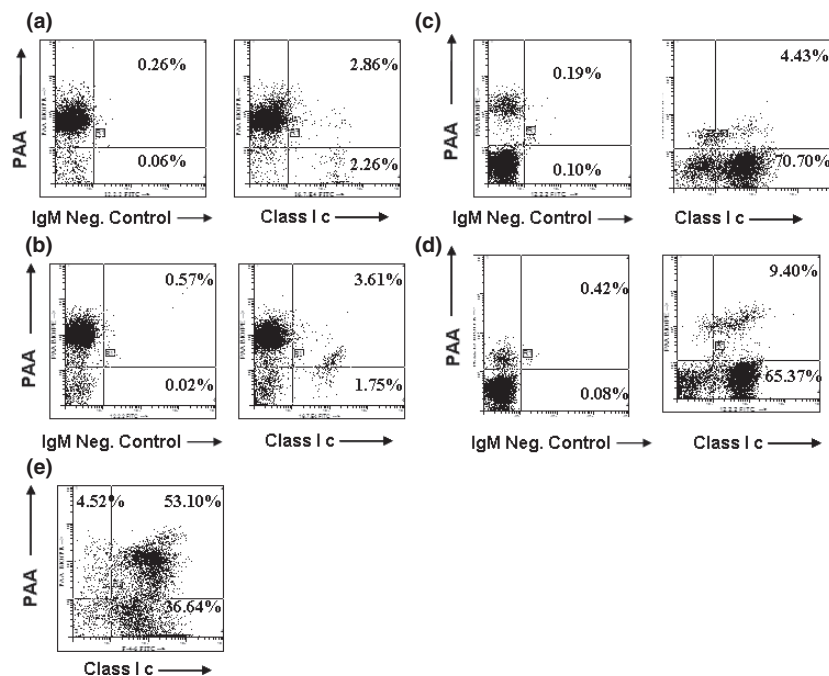 (a)
PAA
0.26%
0.06%
IgM Neg. Control
2.86%
2.26%
Class I c
(b)
PAA
0.57%
0.02%
IgM Neg. Control
3.61%
1.75%
Class I c
(c)
PAA
0.19%
0.10%
IgM Neg. Control
4.43%
70.70%
Class I c
(d)
PAA
0.42%
0.08%
IgM Neg. Control
9.40%
65.37%
Class I c
(e)
PAA
4.52% 53.10%
36.64%
Class I c